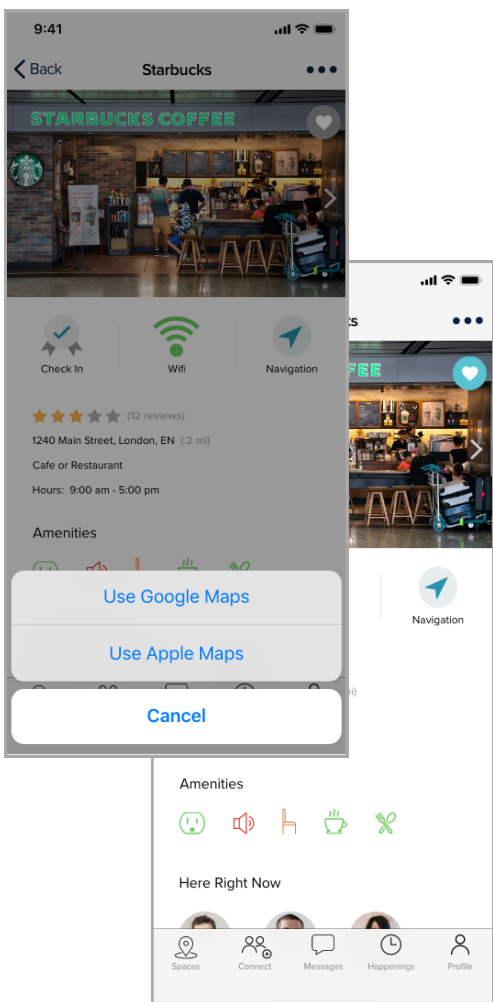 9:41
Back
Starbucks
STARBUCKS COFFEE
Check In
Wifi
Navigation
(12 reviews)
1240 Main Street, London, EN (.2 mi)
Cafe or Restaurant
Hours: 9:00 am - 5:00 pm
Amenities
Use Google Maps
Use Apple Maps
Cancel
ks
FEE
Navigation
mi)
Amenities
Here Right Now
Spaces
Connect
Messages
Happenings
Profile